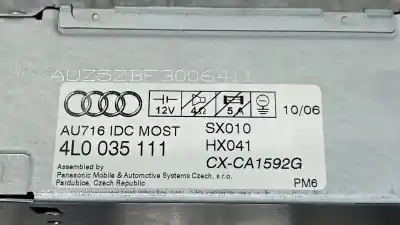 AUZ5ZBF3006411
12V 4Ω 5A 10/06
AU716 IDC MOST SX010
4L0 035 111 HX041
CX-CA1592G
Assembled by
Panasonic Mobile & Automotive Systems Czech, s.r.o.
Pardubice, Czech Republic PM6